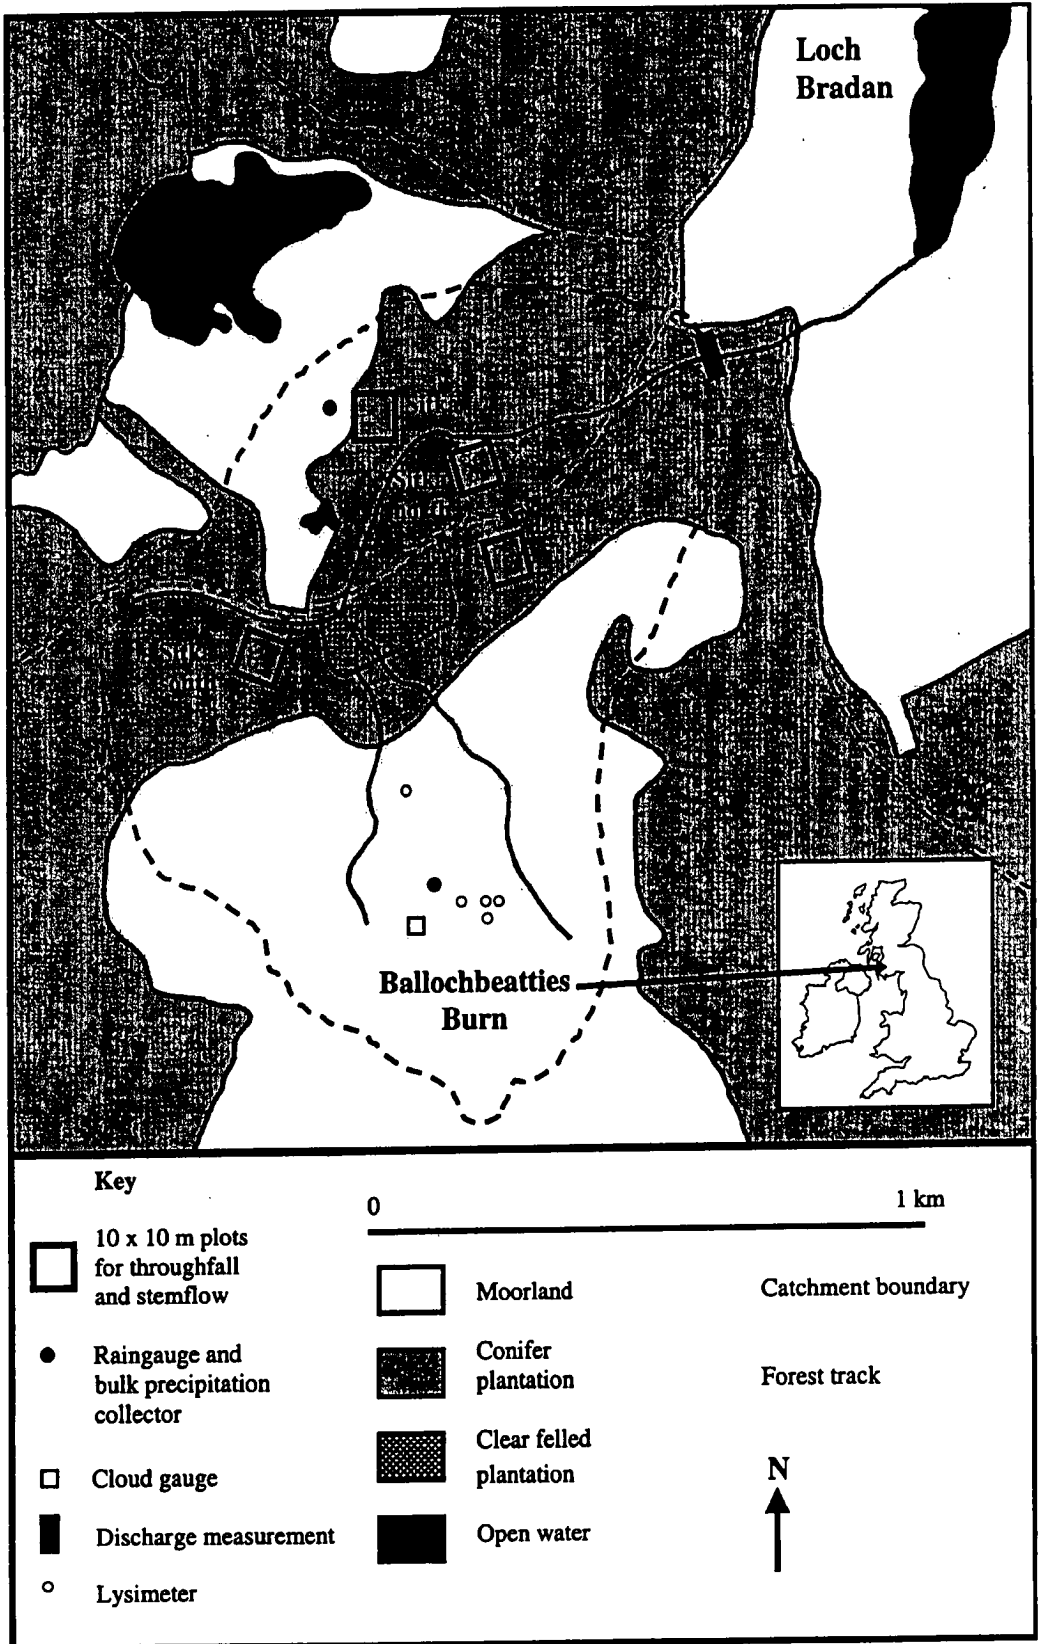 Loch
Bradan
Ballochbeatties
Burn
Key
10 x 10 m plots
for throughfall
and stemflow
Raingauge and
bulk precipitation
collector
Cloud gauge
Discharge measurement
Lysimeter
0
1 km
Moorland
Conifer
plantation
Clear felled
plantation
Open water
Catchment boundary
Forest track
N